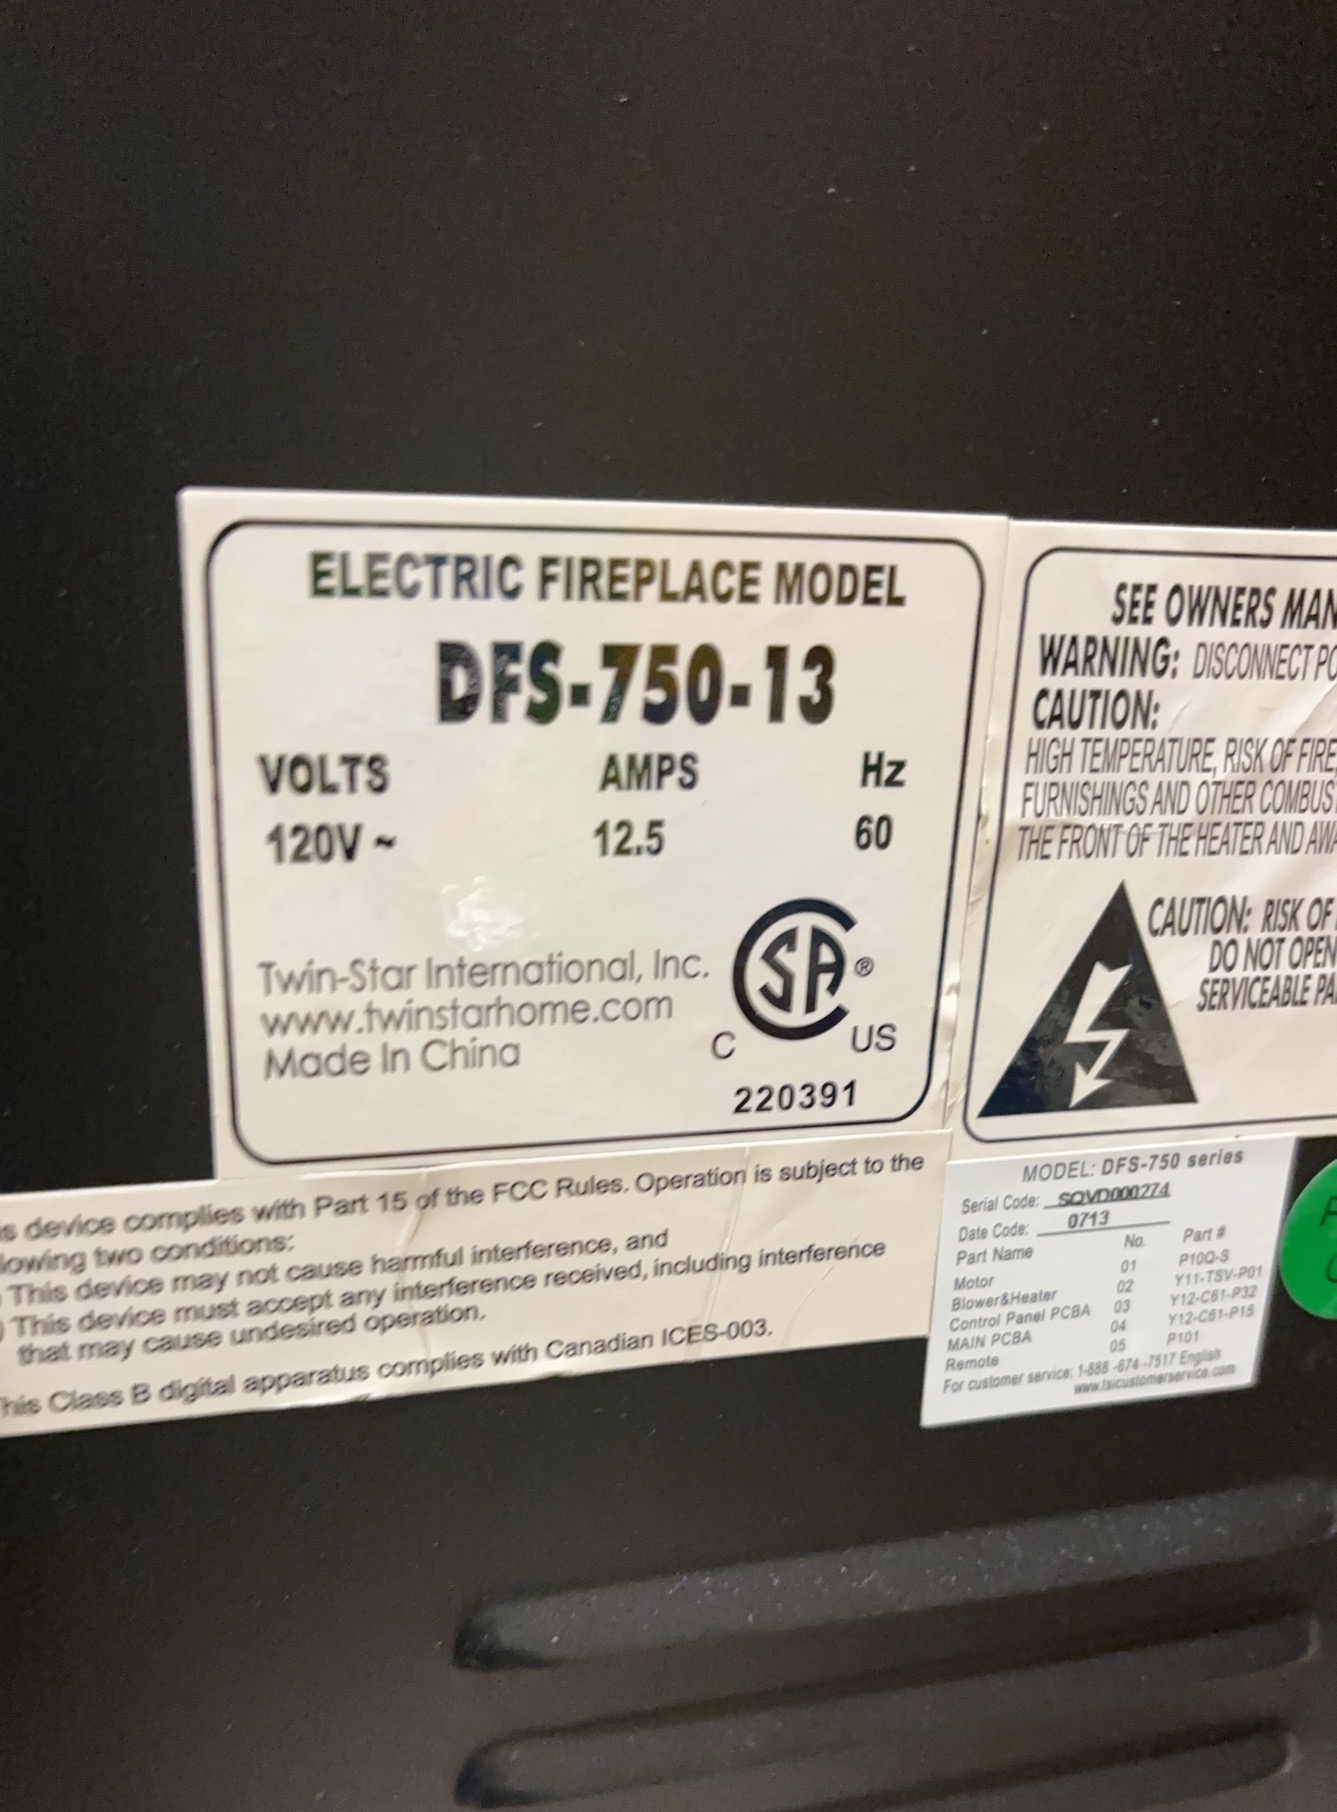 ELECTRIC FIREPLACE MODEL
DFS-750-13
VOLTS AMPS Hz
120V ~ 12.5 60
Twin-Star International, Inc.
www.twinstarhome.com
Made In China
CSA ®
C US
220391
SEE OWNERS MAN
WARNING: DISCONNECT PO
CAUTION:
HIGH TEMPERATURE, RISK OF FIRE,
FURNISHINGS AND OTHER COMBUS
THE FRONT OF THE HEATER AND AWA
CAUTION: RISK OF
DO NOT OPEN
SERVICEABLE PA
s device complies with Part 15 of the FCC Rules. Operation is subject to the
lowing two conditions:
This device may not cause harmful interference, and
) This device must accept any interference received, including interference
that may cause undesired operation.
his Class B digital apparatus complies with Canadian ICES-003.
MODEL: DFS-750 series
Serial Code: SQVD000274
Date Code: 0713
Part Name No. Part #
Motor 01 P10Q-S
Blower&Heater 02 Y11-TSV-P01
Control Panel PCBA 03 Y12-C61-P32
MAIN PCBA 04 Y12-C61-P15
Remote 05 P101
For customer service: 1-888-674-7517 English
www.tsicustomerservice.com